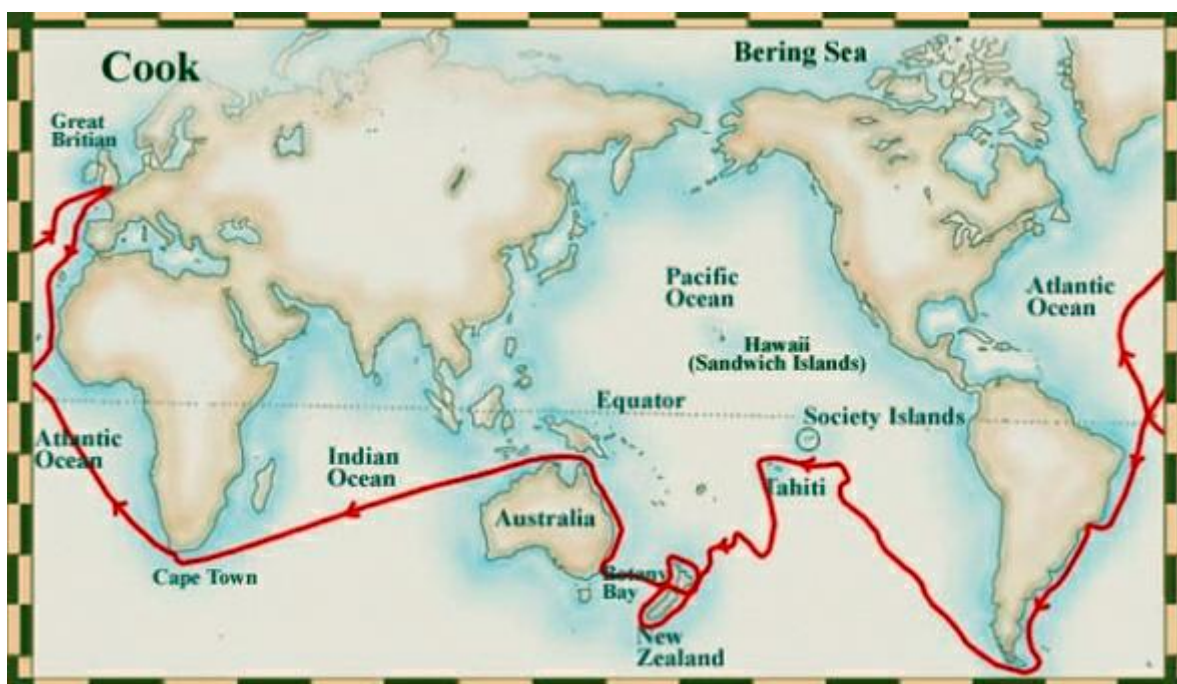 Cook
Bering Sea
Great
Britian
Pacific
Ocean
Atlantic
Ocean
Hawaii
(Sandwich Islands)
Equator
Society Islands
Atlantic
Ocean
Indian
Ocean
Tahiti
Australia
Cape Town
Botany
Bay
New
Zealand